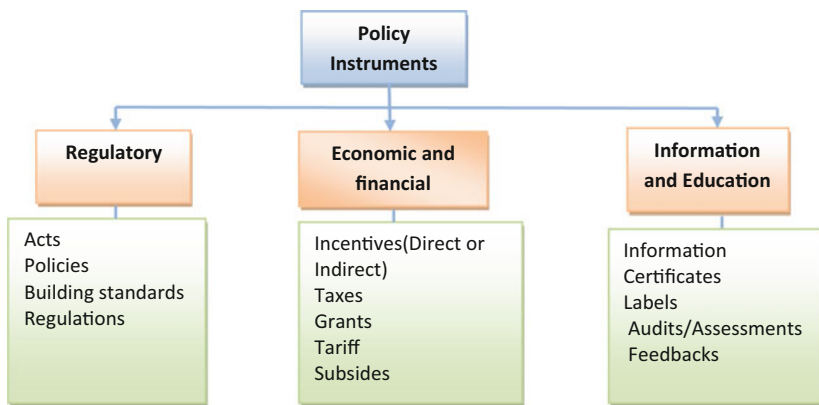 Policy
Instruments
Regulatory
Economic and
financial
Information
and Education
Acts
Policies
Building standards
Regulations
Incentives(Direct or
Indirect)
Taxes
Grants
Tariff
Subsides
Information
Certificates
Labels
Audits/Assessments
Feedbacks